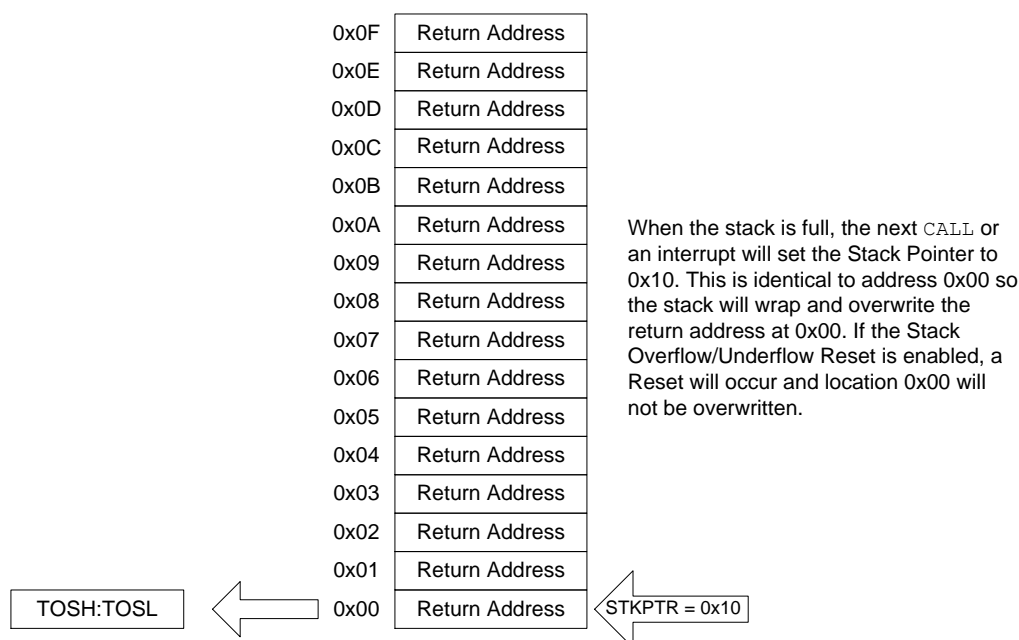 0x0F Return Address
0x0E Return Address
0x0D Return Address
0x0C Return Address
0x0B Return Address
0x0A Return Address
0x09 Return Address
0x08 Return Address
0x07 Return Address
0x06 Return Address
0x05 Return Address
0x04 Return Address
0x03 Return Address
0x02 Return Address
0x01 Return Address
TOSH:TOSL 0x00 Return Address STKPTR = 0x10
When the stack is full, the next CALL or
an interrupt will set the Stack Pointer to
0x10. This is identical to address 0x00 so
the stack will wrap and overwrite the
return address at 0x00. If the Stack
Overflow/Underflow Reset is enabled, a
Reset will occur and location 0x00 will
not be overwritten.